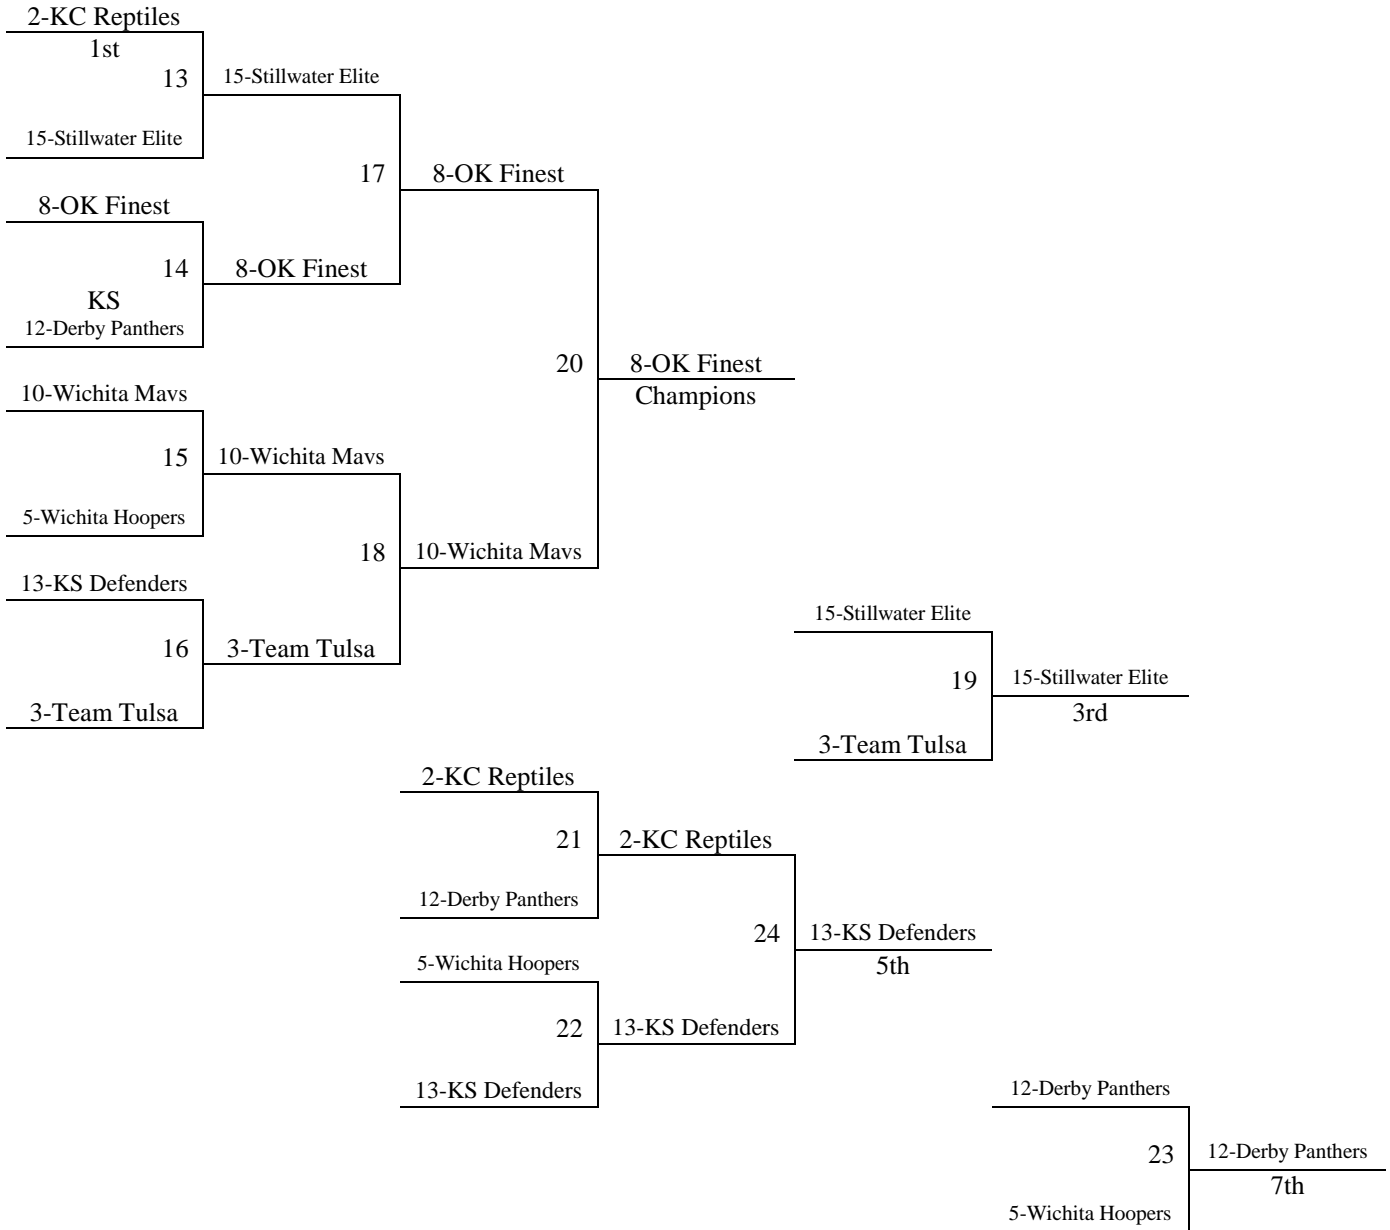 2-KC Reptiles
1st
13
15-Stillwater Elite
15-Stillwater Elite
17
8-OK Finest
8-OK Finest
14
8-OK Finest
KS
12-Derby Panthers
20
8-OK Finest
Champions
10-Wichita Mavs
15
10-Wichita Mavs
5-Wichita Hoopers
18
10-Wichita Mavs
13-KS Defenders
16
3-Team Tulsa
3-Team Tulsa
15-Stillwater Elite
19
15-Stillwater Elite
3rd
3-Team Tulsa
2-KC Reptiles
21
2-KC Reptiles
12-Derby Panthers
24
13-KS Defenders
5th
5-Wichita Hoopers
22
13-KS Defenders
13-KS Defenders
12-Derby Panthers
23
12-Derby Panthers
7th
5-Wichita Hoopers